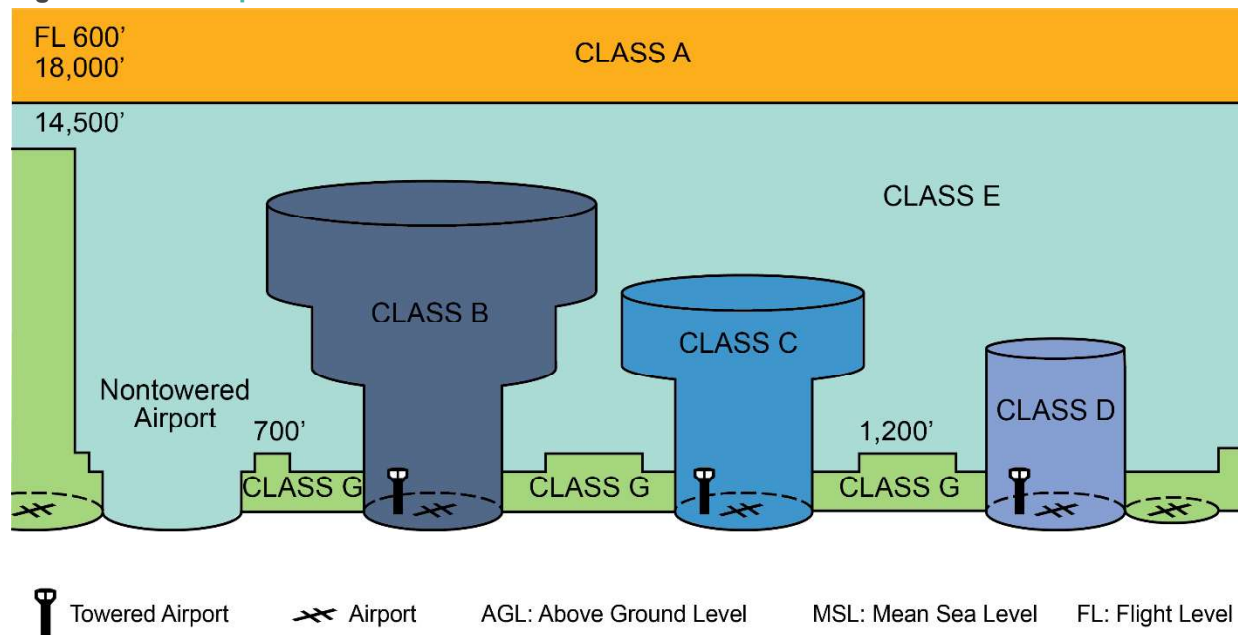 FL 600’
18,000’
CLASS A
14,500’
CLASS E
CLASS B
CLASS C
Nontowered
Airport
700’
1,200’
CLASS D
CLASS G
CLASS G
CLASS G
Towered Airport
Airport
AGL: Above Ground Level
MSL: Mean Sea Level
FL: Flight Level